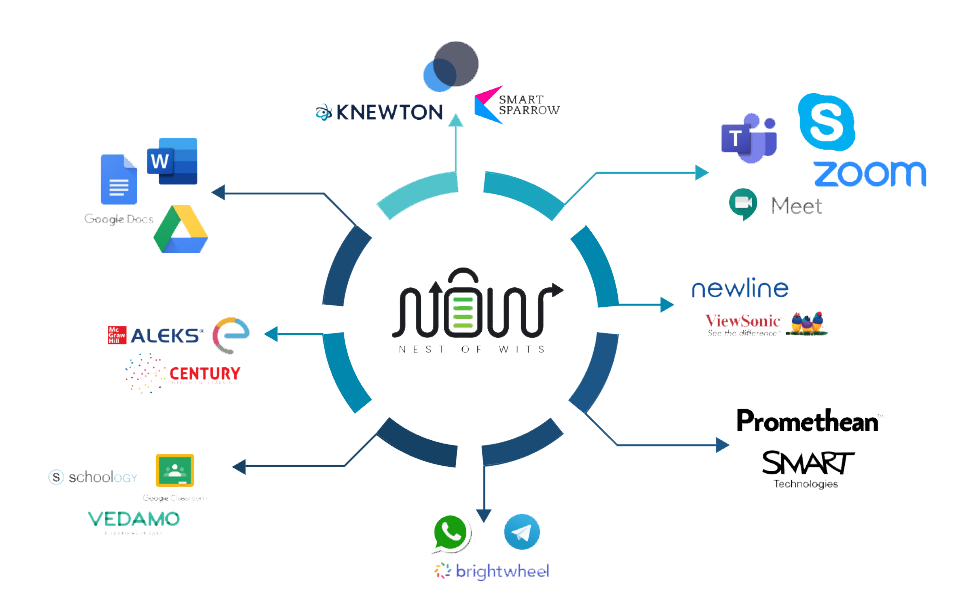 KNEWTON
SMART
SPARROW
W
Google Docs
T
S
zoom
Meet
newline
ViewSonic
See the difference
Mc
Graw
Hill
ALEKS
e
CENTURY
NOW
NEST OF WITS
Promethean
SMART
Technologies
S schoology
Google Classroom
VEDAMO
brightwheel